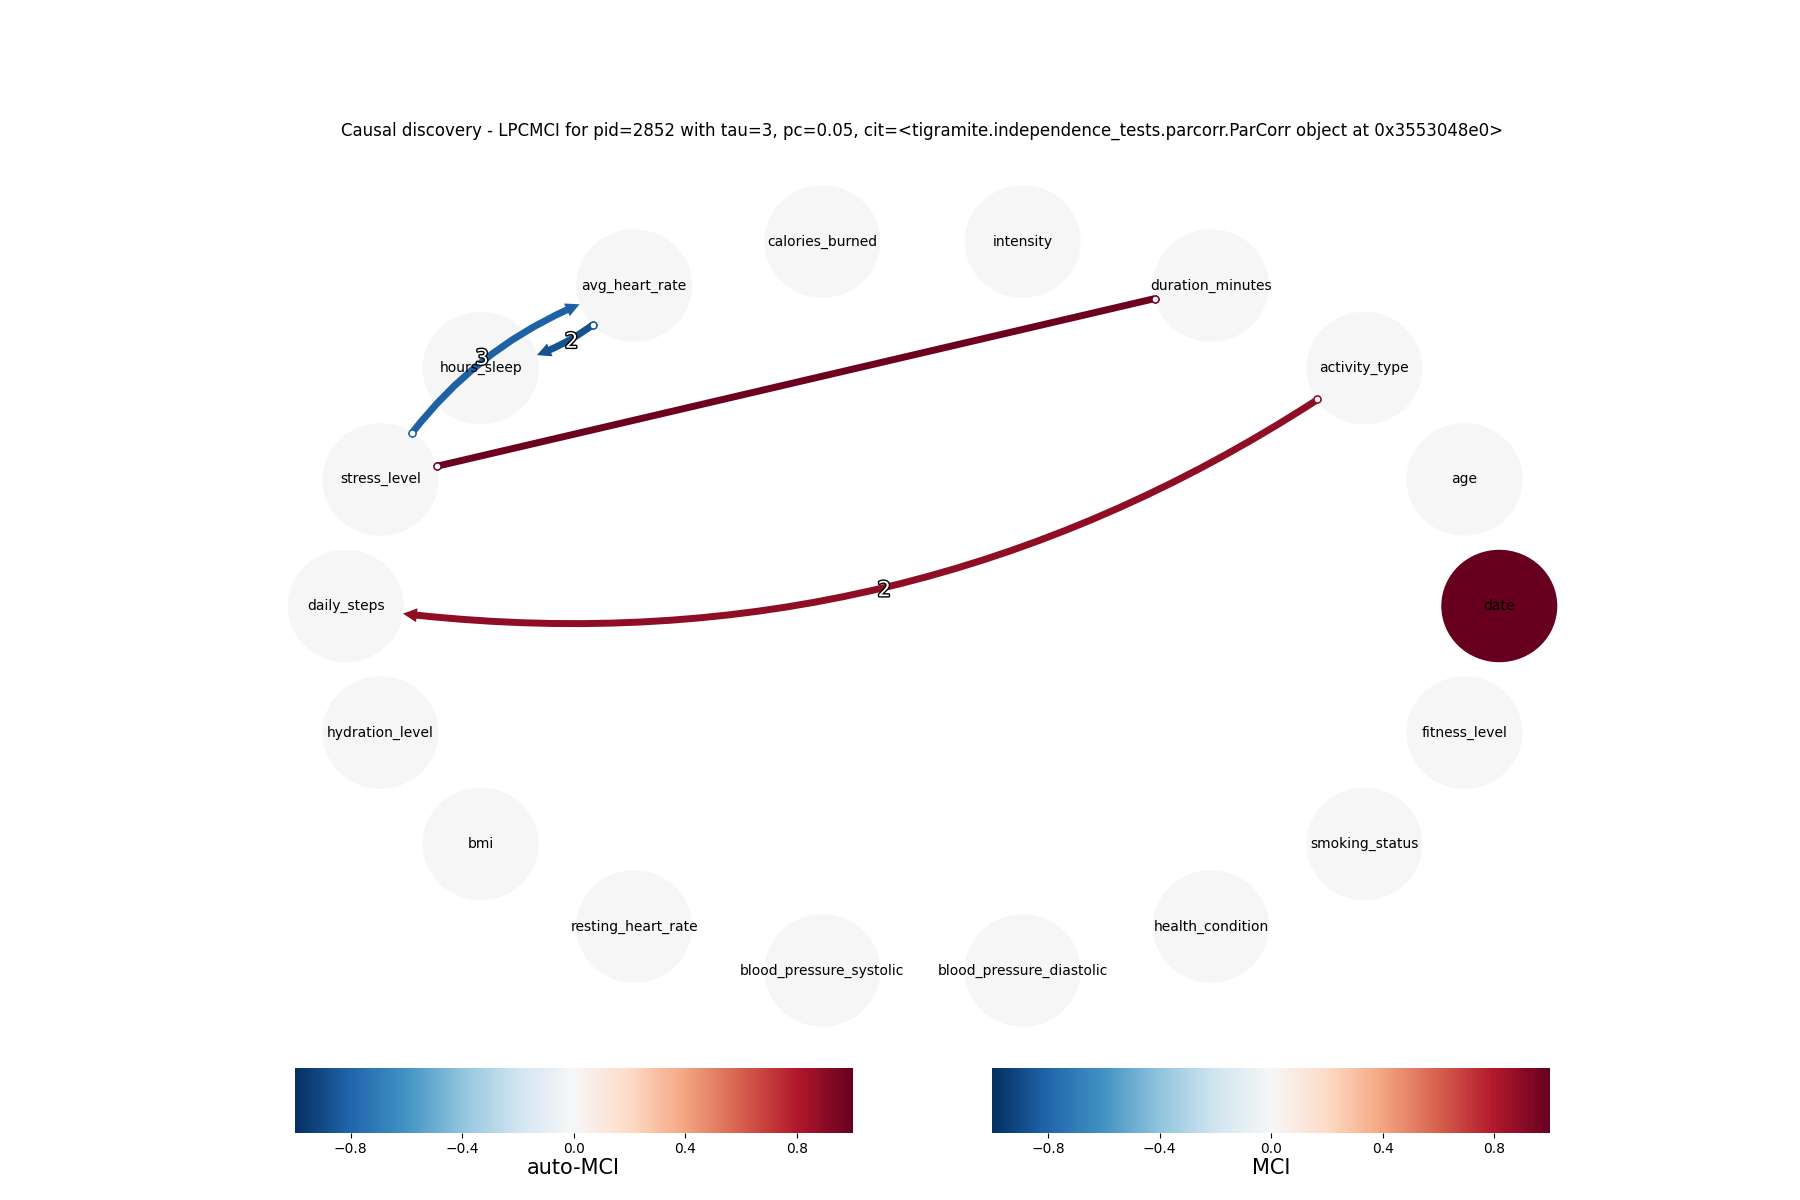 Causal discovery - LPCMCI for pid=2852 with tau=3, pc=0.05, cit=<tigramite.independence_tests.parcorr.ParCorr object at 0x3553048e0>
calories_burned
intensity
avg_heart_rate
duration_minutes
2
3
hours_sleep
activity_type
stress_level
age
2
daily_steps
date
hydration_level
fitness_level
bmi
smoking_status
resting_heart_rate
health_condition
blood_pressure_systolic
blood_pressure_diastolic
−0.8 −0.4 0.0 0.4 0.8
auto-MCI
−0.8 −0.4 0.0 0.4 0.8
MCI